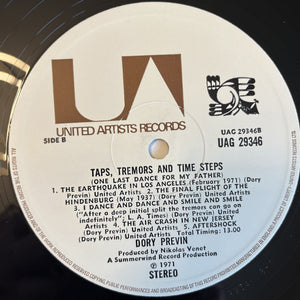 UA
UNITED ARTISTS RECORDS
SIDE B
UAG 29346B
UAG 29346
TAPS, TREMORS AND TIME STEPS
(ONE LAST DANCE FOR MY FATHER)
1. THE EARTHQUAKE IN LOS ANGELES (February 1971) (Dory
Previn) United Artists 2. THE FINAL FLIGHT OF THE
HINDENBURG (May 1937) (Dory Previn) United Artists
3. I DANCE AND DANCE AND SMILE AND SMILE
("After a deep initial split the tremors can go on
indefinitely" ... L.A. Times) (Dory Previn) United
Artists 4. THE AIR CRASH IN NEW JERSEY
(Dory Previn) United Artists 5. AFTERSHOCK
(Dory Previn) United Artists Total Timing: 13.00
DORY PREVIN
Produced by Nikolas Venet
A Summerwind Record Production
℗ 1971
STEREO